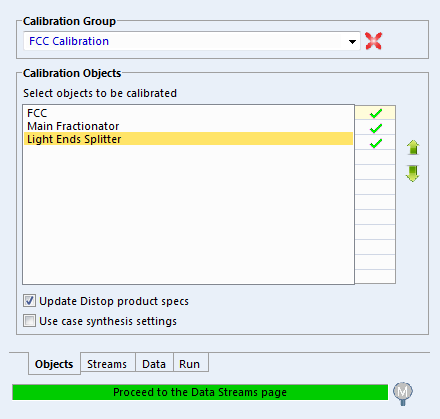 Calibration Group
FCC Calibration
Calibration Objects
Select objects to be calibrated
FCC
Main Fractionator
Light Ends Splitter
Update Distop product specs
Use case synthesis settings
Objects Streams Data Run
Proceed to the Data Streams page M